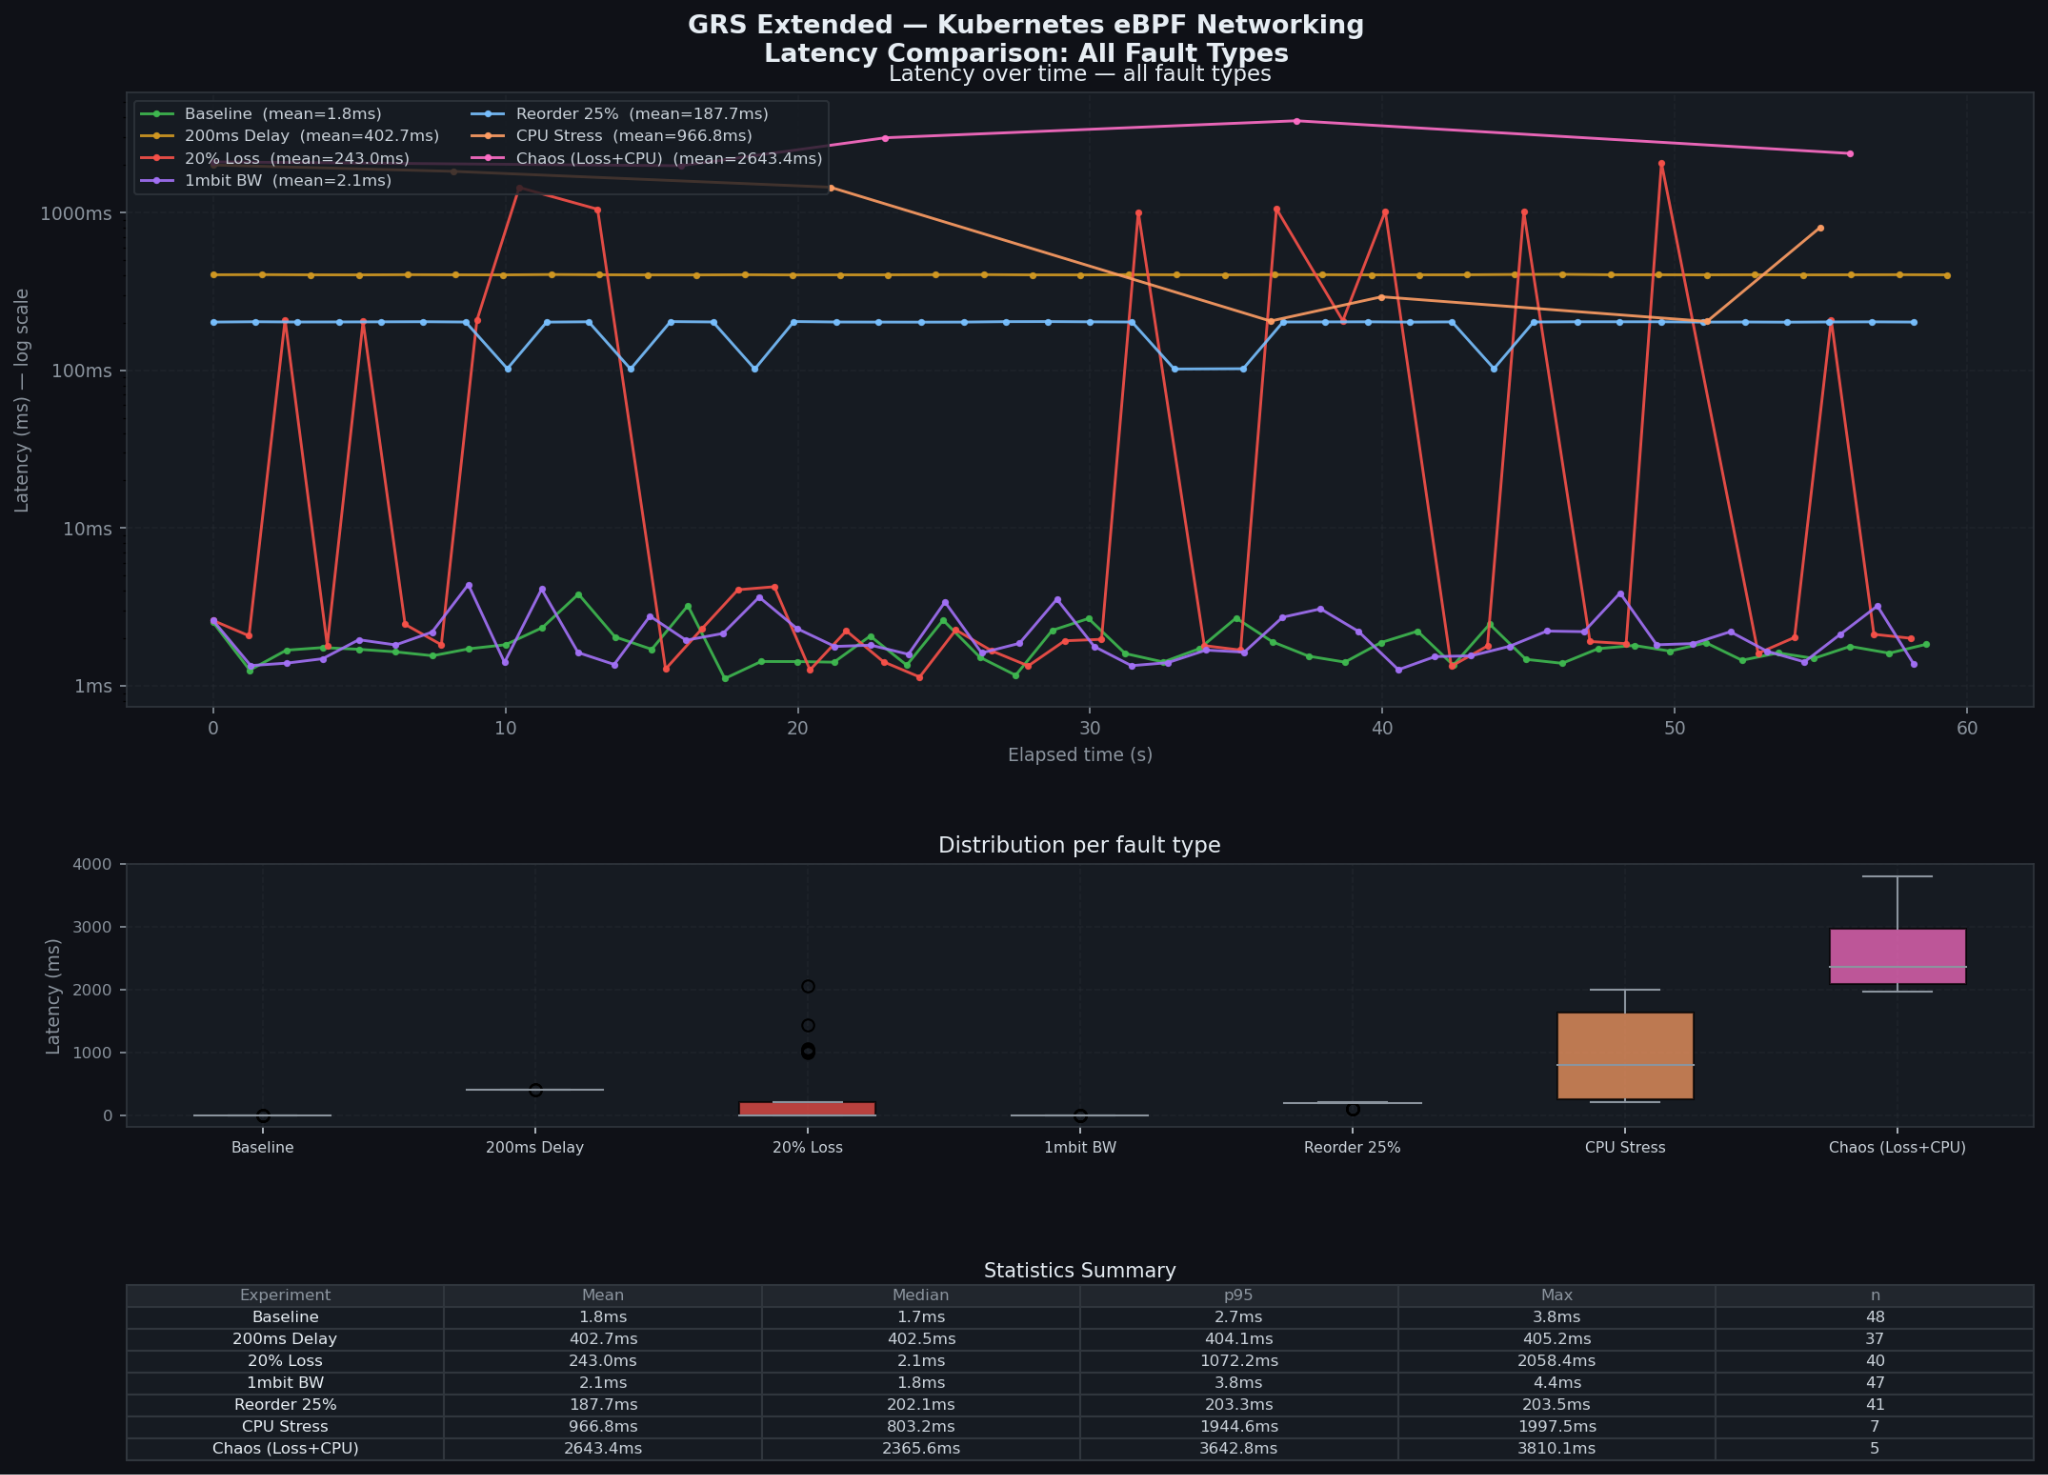 GRS Extended — Kubernetes eBPF Networking
Latency Comparison: All Fault Types
Latency over time — all fault types
Baseline (mean=1.8ms)
200ms Delay (mean=402.7ms)
20% Loss (mean=243.0ms)
1mbit BW (mean=2.1ms)
Reorder 25% (mean=187.7ms)
CPU Stress (mean=966.8ms)
Chaos (Loss+CPU) (mean=2643.4ms)
Latency (ms) — log scale
1000ms
100ms
10ms
1ms
0 10 20 30 40 50 60
Elapsed time (s)
Distribution per fault type
Latency (ms)
4000
3000
2000
1000
0
Baseline 200ms Delay 20% Loss 1mbit BW Reorder 25% CPU Stress Chaos (Loss+CPU)
Statistics Summary
Experiment Mean Median p95 Max n
Baseline 1.8ms 1.7ms 2.7ms 3.8ms 48
200ms Delay 402.7ms 402.5ms 404.1ms 405.2ms 37
20% Loss 243.0ms 2.1ms 1072.2ms 2058.4ms 40
1mbit BW 2.1ms 1.8ms 3.8ms 4.4ms 47
Reorder 25% 187.7ms 202.1ms 203.3ms 203.5ms 41
CPU Stress 966.8ms 803.2ms 1944.6ms 1997.5ms 7
Chaos (Loss+CPU) 2643.4ms 2365.6ms 3642.8ms 3810.1ms 5